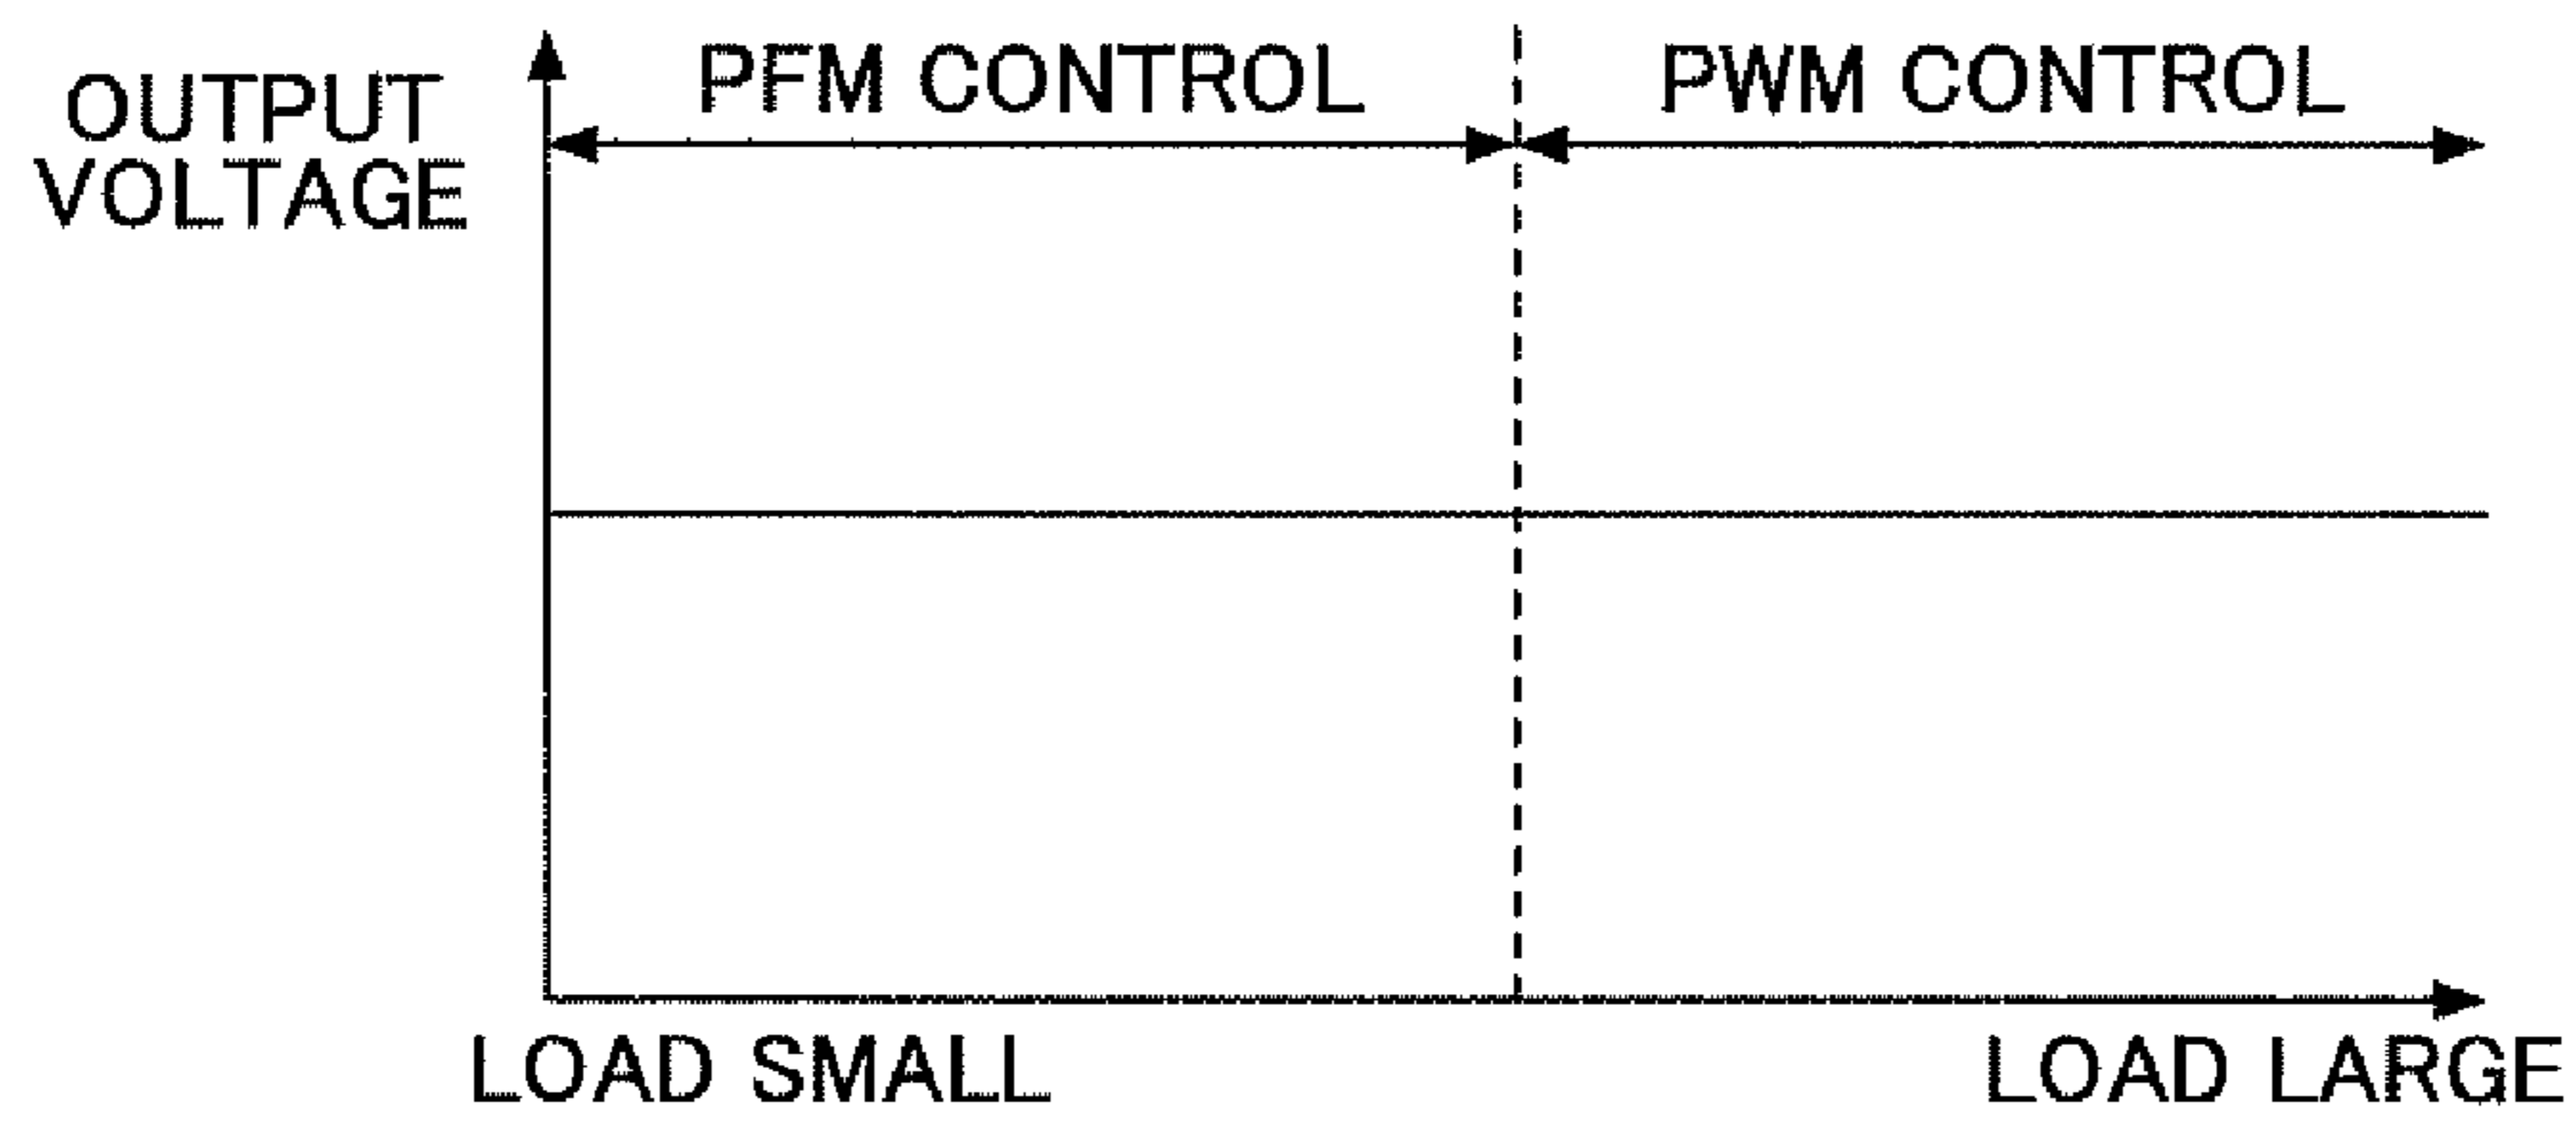 OUTPUT
VOLTAGE
PFM CONTROL
PWM CONTROL
LOAD SMALL
LOAD LARGE